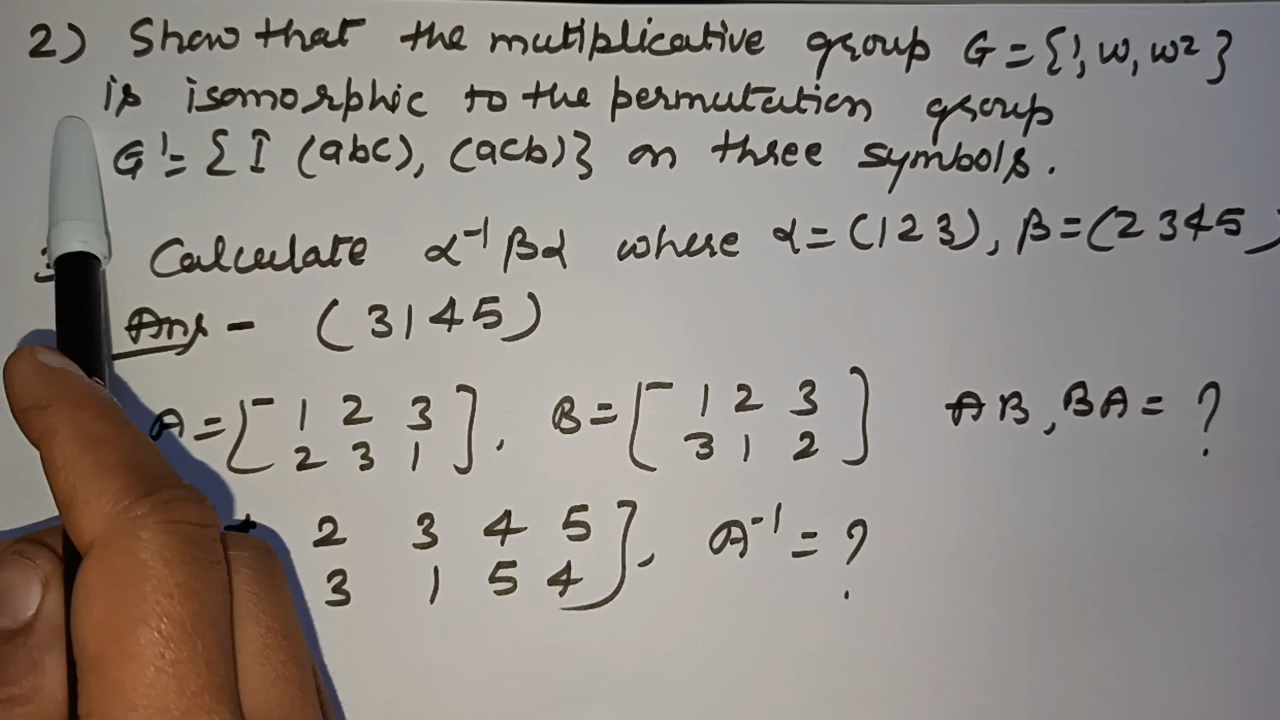 2) Show that the mutiplicative group G = {1, w, w²}
is isomorphic to the permutation group
G' = {I (abc), (acb)} on three symbols.
Calculate α⁻¹βα where α = (1 2 3), β = (2 3 4 5)
Ans - (3 1 4 5)
A = [ 1 2 3 ], B = [ 1 2 3 ] AB, BA = ?
2 3 1 3 1 2
2 3 4 5 ], A⁻¹ = ?
3 1 5 4